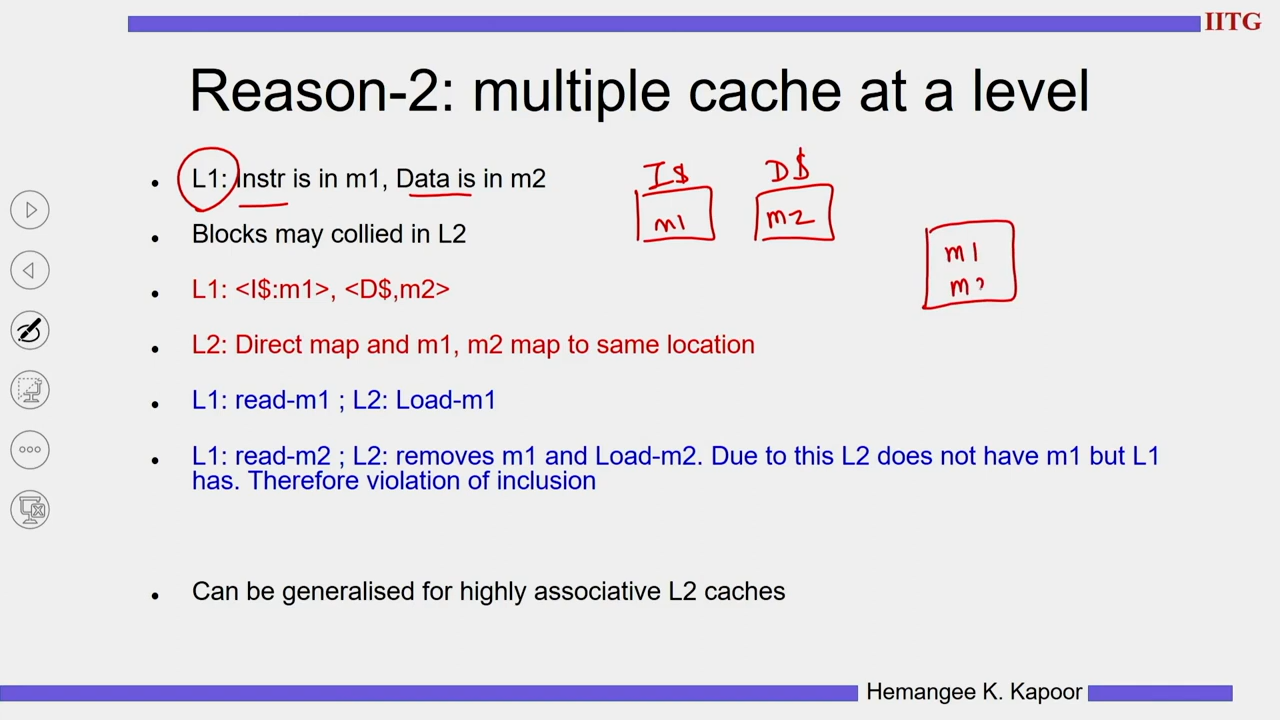 IITG
Reason-2: multiple cache at a level
• L1: Instr is in m1, Data is in m2
I$ D$
m1 m2
• Blocks may collied in L2
m1
m2
• L1: <I$:m1>, <D$,m2>
• L2: Direct map and m1, m2 map to same location
• L1: read-m1 ; L2: Load-m1
• L1: read-m2 ; L2: removes m1 and Load-m2. Due to this L2 does not have m1 but L1
has. Therefore violation of inclusion
• Can be generalised for highly associative L2 caches
Hemangee K. Kapoor